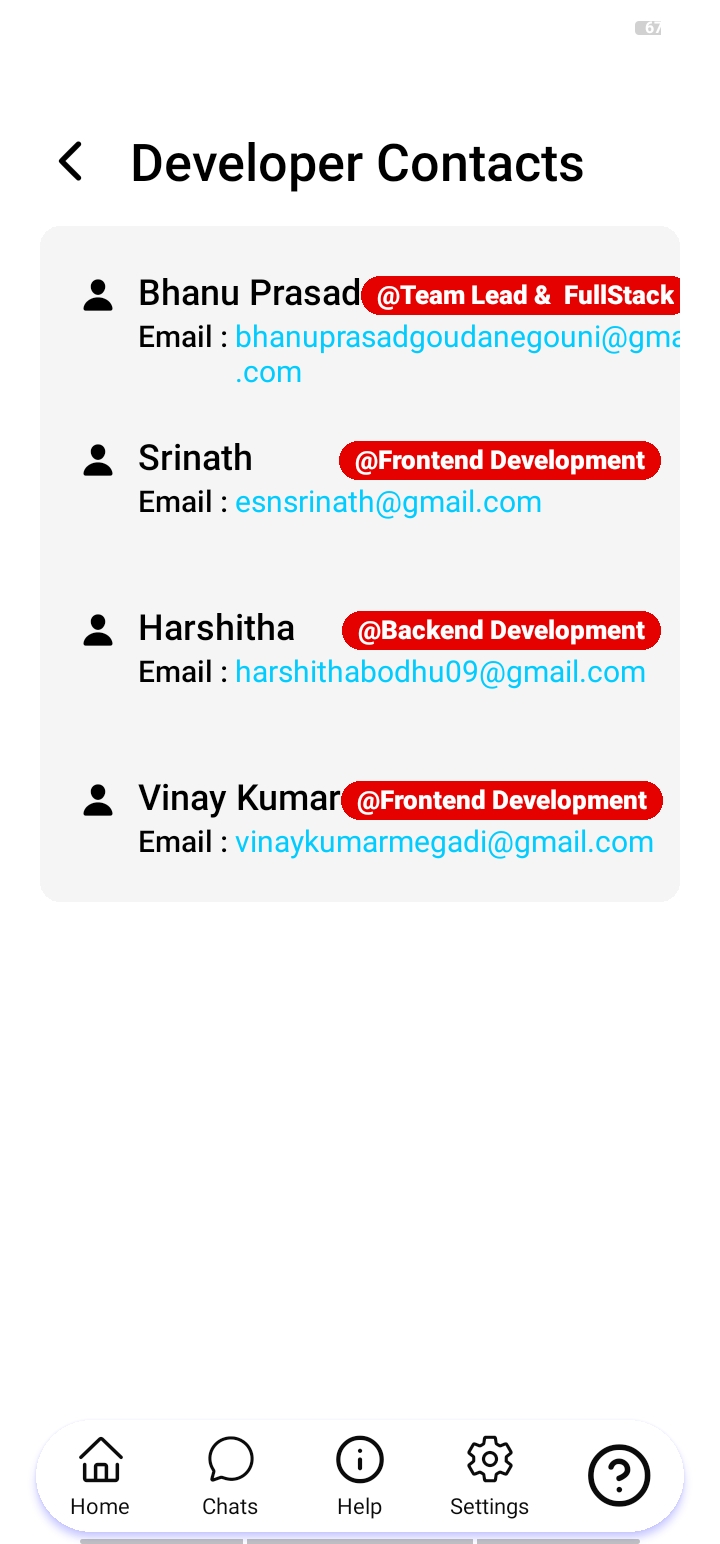 67
Developer Contacts
Bhanu Prasad @Team Lead & FullStack
Email : bhanuprasadgoudanegouni@gma
.com
Srinath @Frontend Development
Email : esnsrinath@gmail.com
Harshitha @Backend Development
Email : harshithabodhu09@gmail.com
Vinay Kumar @Frontend Development
Email : vinaykumarmegadi@gmail.com
Home Chats Help Settings